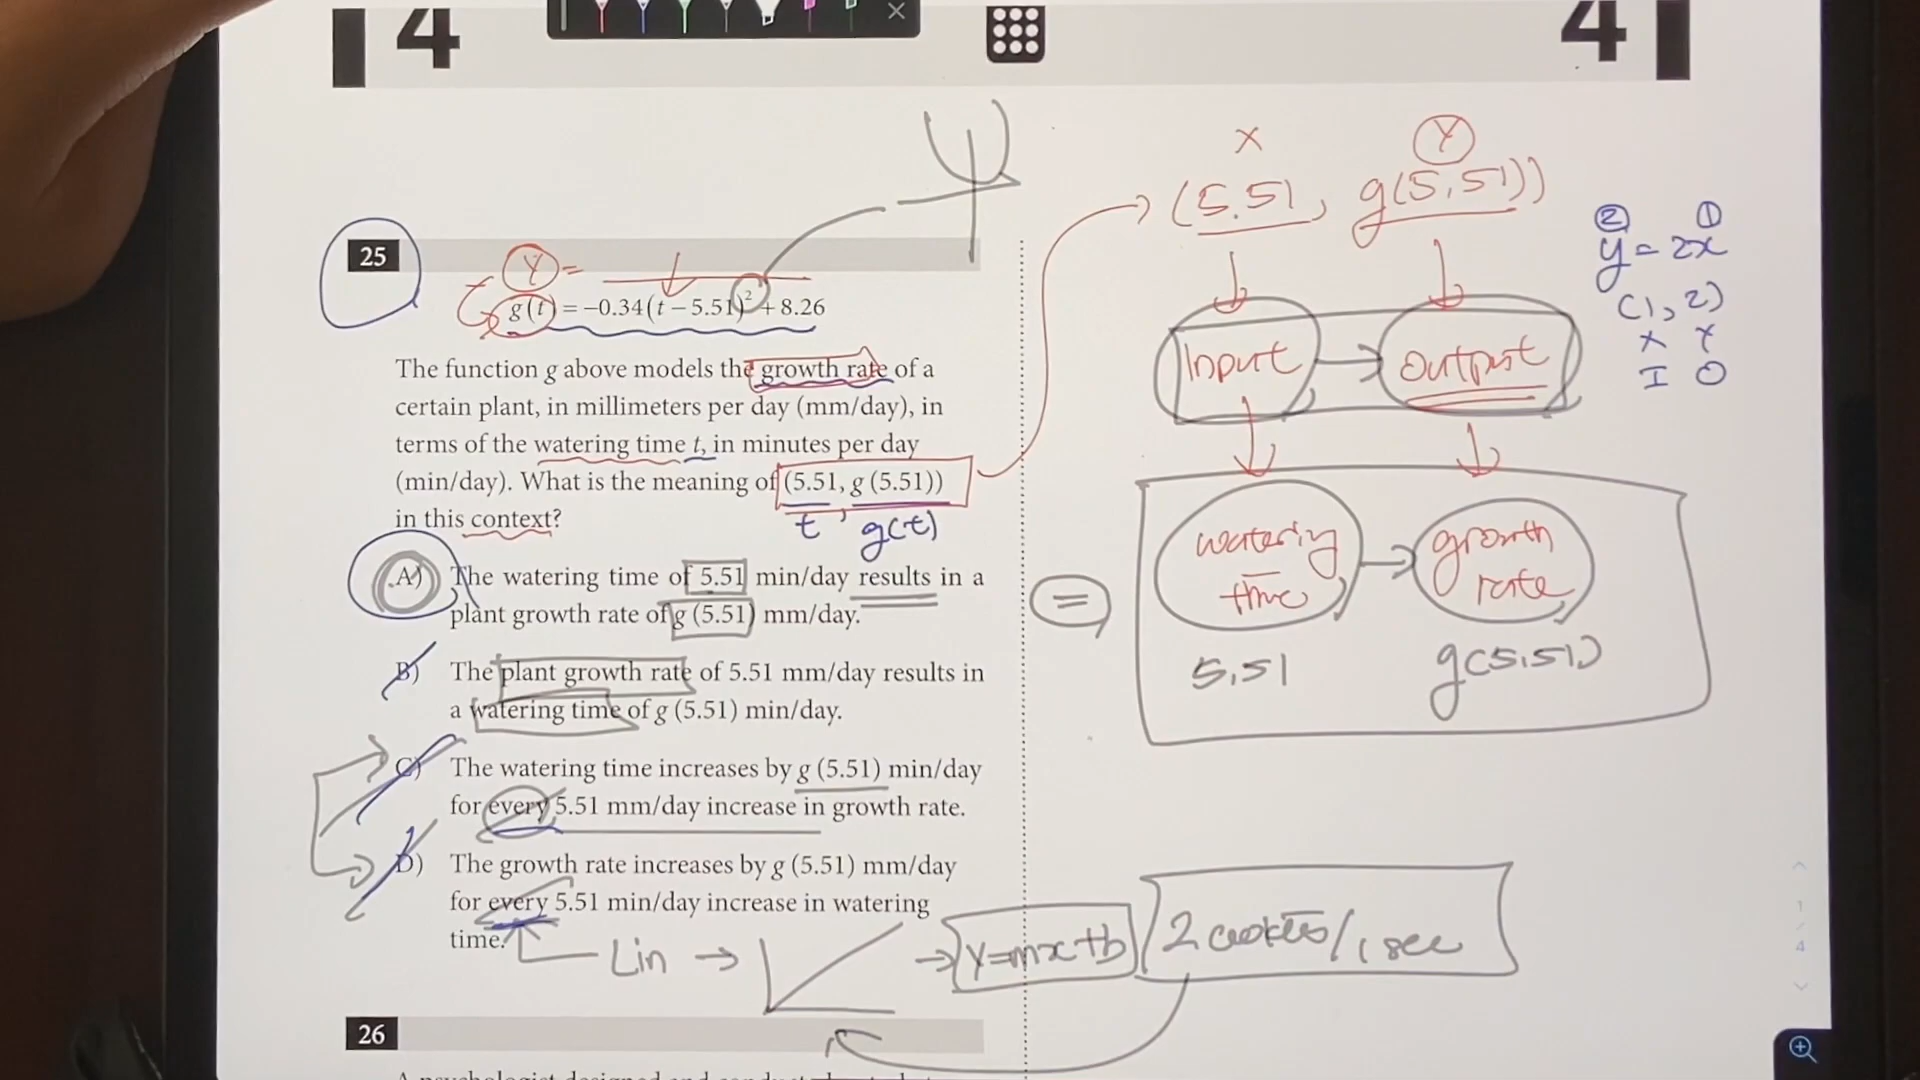 4 4
25
Y =
g(t) = −0.34(t − 5.51)² + 8.26
The function g above models the growth rate of a
certain plant, in millimeters per day (mm/day), in
terms of the watering time t, in minutes per day
(min/day). What is the meaning of (5.51, g (5.51))
in this context?
t , g(t)
A) The watering time of 5.51 min/day results in a
plant growth rate of g (5.51) mm/day.
B) The plant growth rate of 5.51 mm/day results in
a watering time of g (5.51) min/day.
C) The watering time increases by g (5.51) min/day
for every 5.51 mm/day increase in growth rate.
D) The growth rate increases by g (5.51) mm/day
for every 5.51 min/day increase in watering
time.
Lin → → y=mx+b 2 cookies/1 sec
26
X Y
(5.51, g(5.51))
Input → output
=
watering → growth
time rate
5.51 g(5.51)
2 1
y = 2x
(1, 2)
X Y
I O
1
4